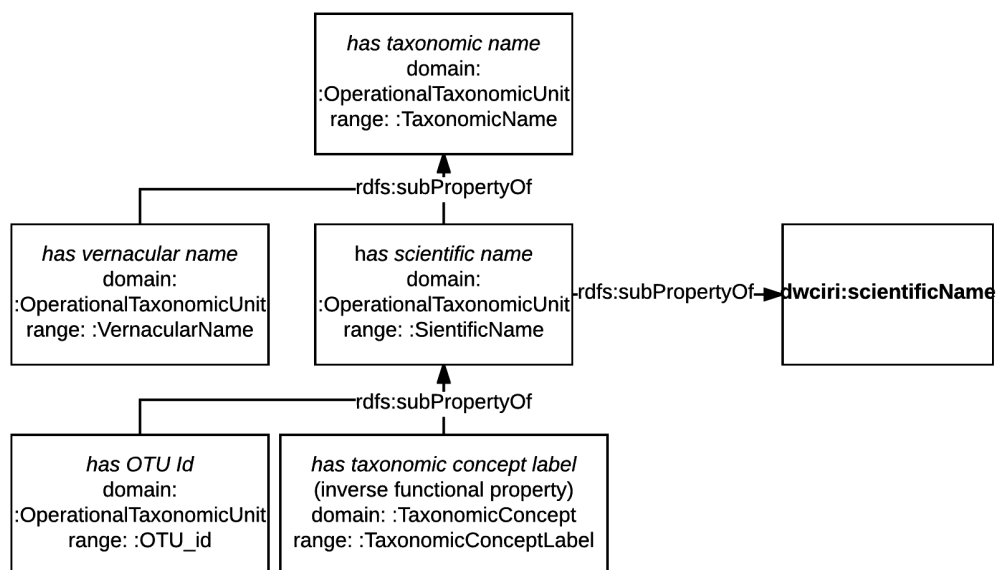 has taxonomic name
domain:
:OperationalTaxonomicUnit
range: :TaxonomicName
rdfs:subPropertyOf
has vernacular name
domain:
:OperationalTaxonomicUnit
range: :VernacularName
has scientific name
domain:
:OperationalTaxonomicUnit
range: :SientificName
rdfs:subPropertyOf
dwciri:scientificName
rdfs:subPropertyOf
has OTU Id
domain:
:OperationalTaxonomicUnit
range: :OTU_id
has taxonomic concept label
(inverse functional property)
domain: :TaxonomicConcept
range: :TaxonomicConceptLabel